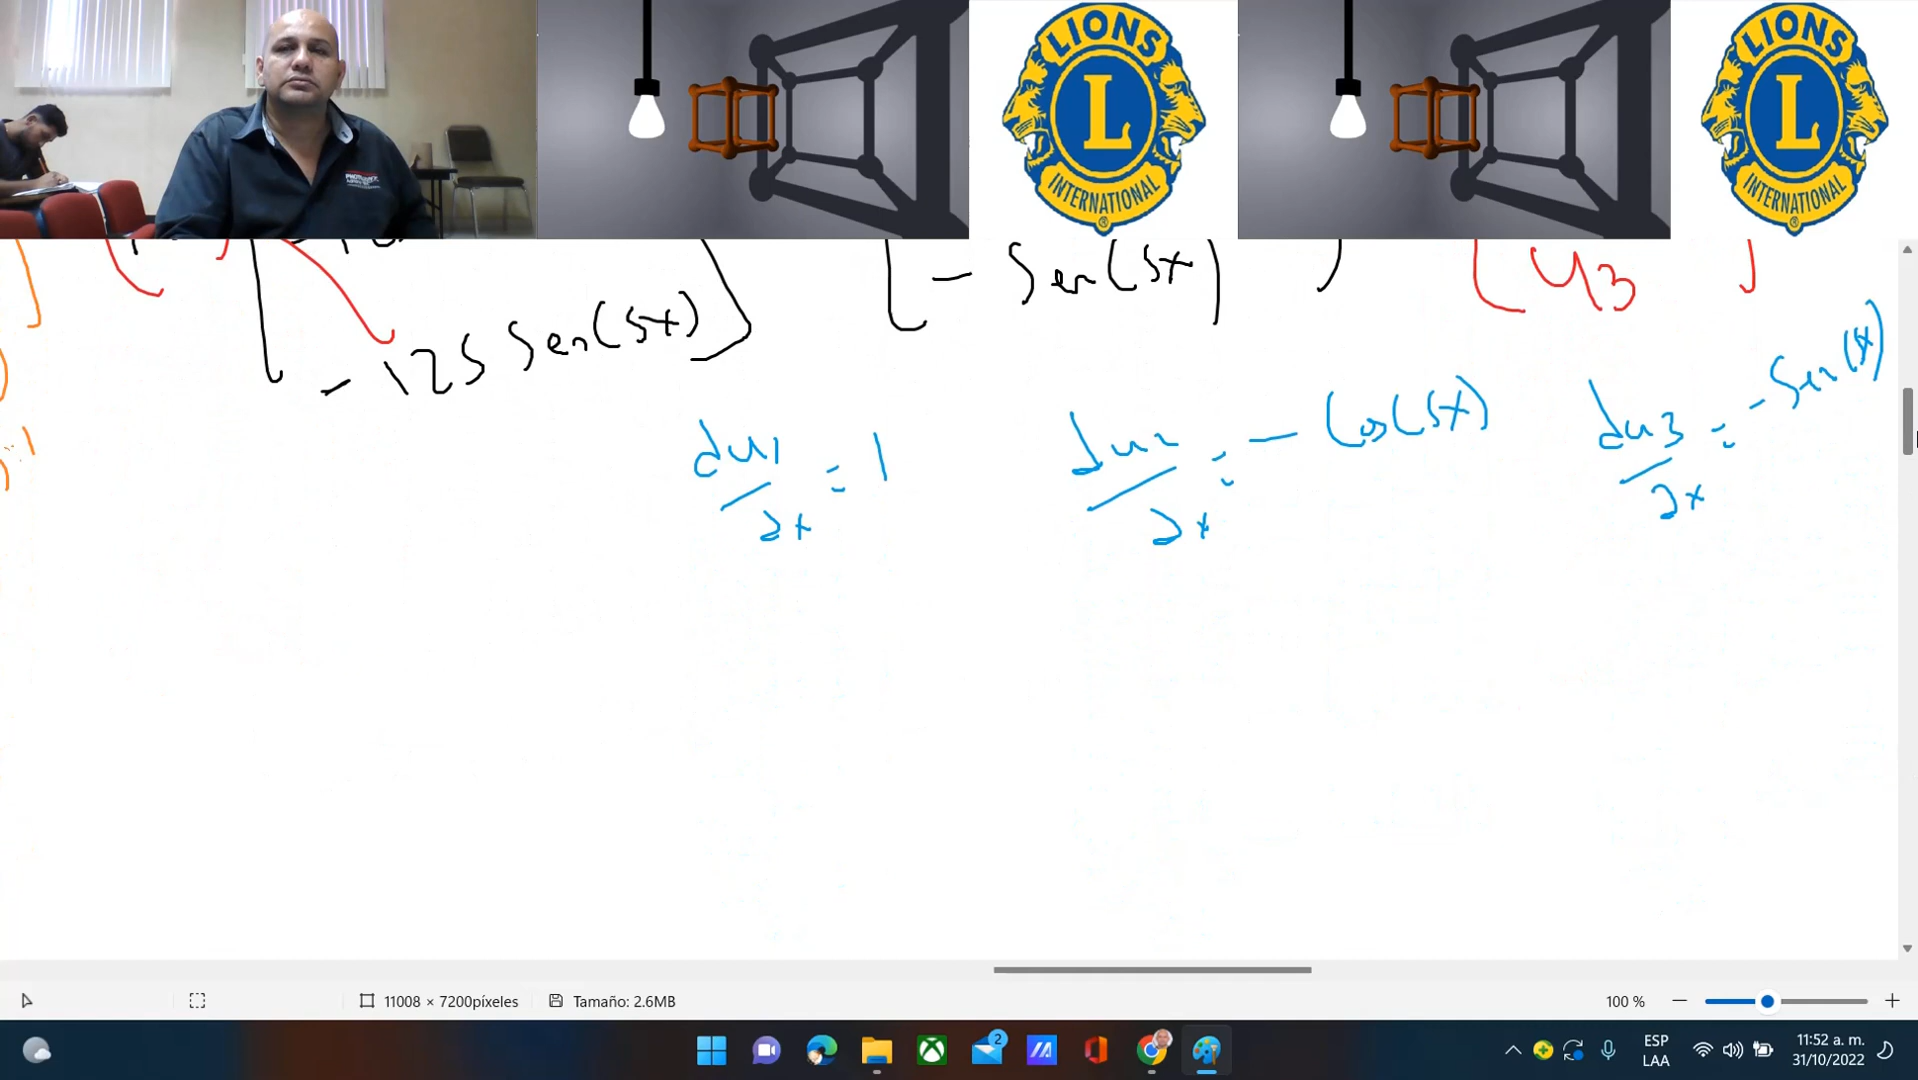 LIONS
L
INTERNATIONAL
®
LIONS
L
INTERNATIONAL
®
- Sen(5x)
u3
-125 Sen(5x)
du1/dx = 1
du2/dx = - Cos(5x)
du3/dx = - Sen(5x)
11008 × 7200píxeles
Tamaño: 2.6MB
100 %
2
ESP
LAA
11:52 a. m.
31/10/2022